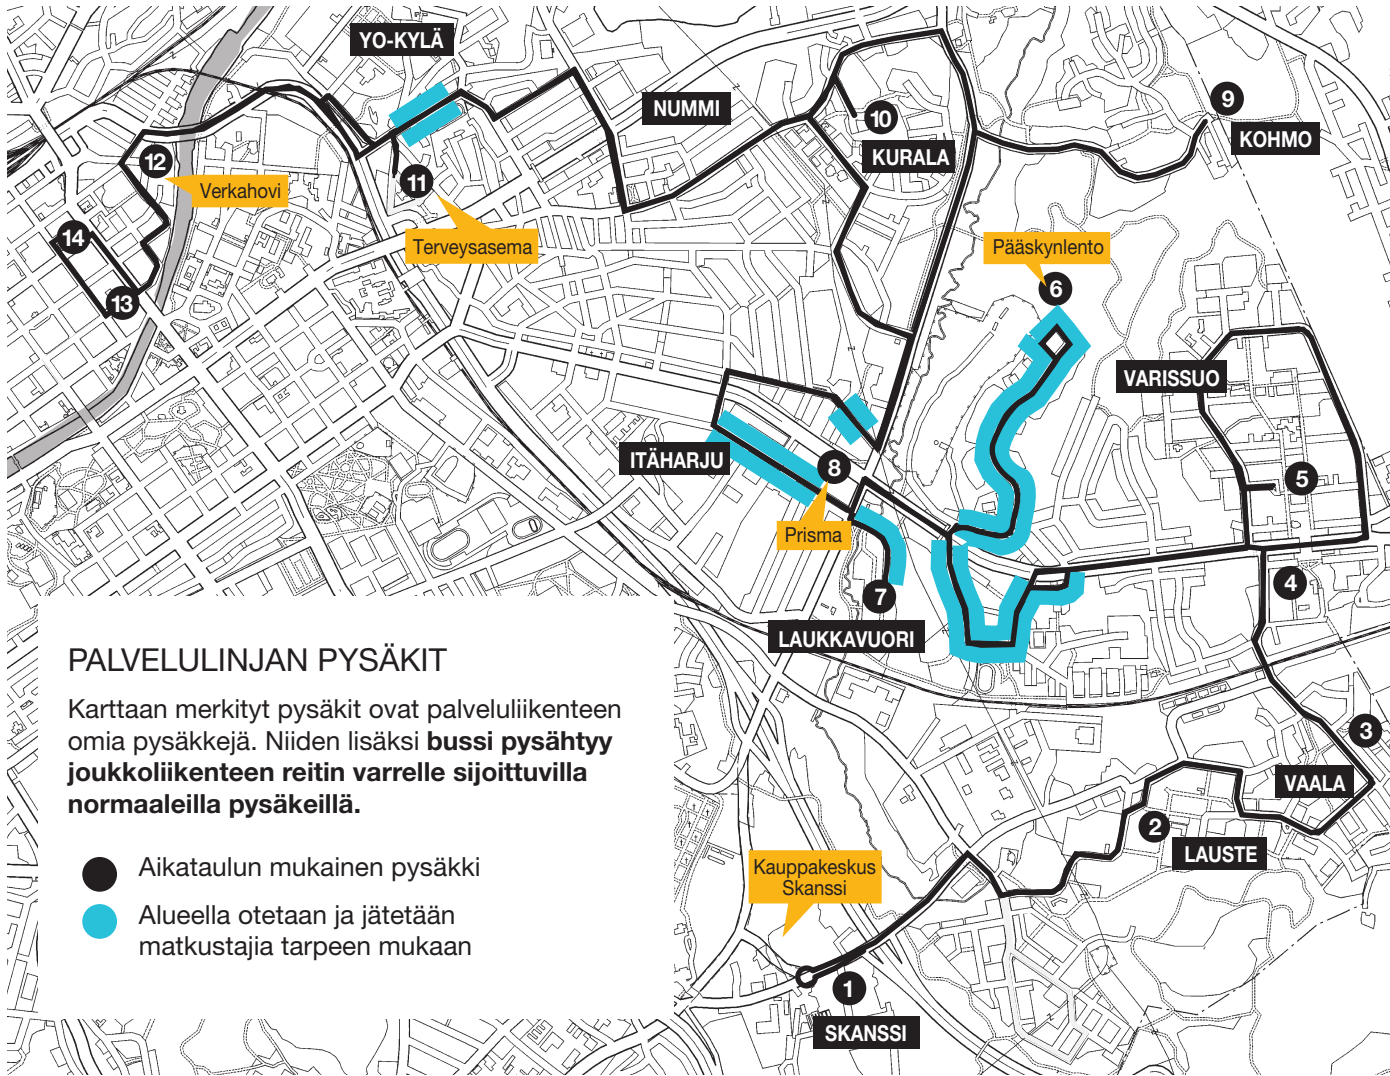 YO-KYLÄ
NUMMI
9
KOHMO
10
KURALA
12
Verkahovi
11
Terveysasema
14
13
Pääskynlento
6
VARISSUO
ITÄHARJU
8
5
Prisma
7
4
LAUKKAVUORI
3
VAALA
2
LAUSTE
Kauppakeskus
Skanssi
1
SKANSSI
PALVELULINJAN PYSÄKIT
Karttaan merkityt pysäkit ovat palveluliikenteen
omia pysäkkejä. Niiden lisäksi bussi pysähtyy
joukkoliikenteen reitin varrelle sijoittuvilla
normaaleilla pysäkeillä.
Aikataulun mukainen pysäkki
Alueella otetaan ja jätetään
matkustajia tarpeen mukaan